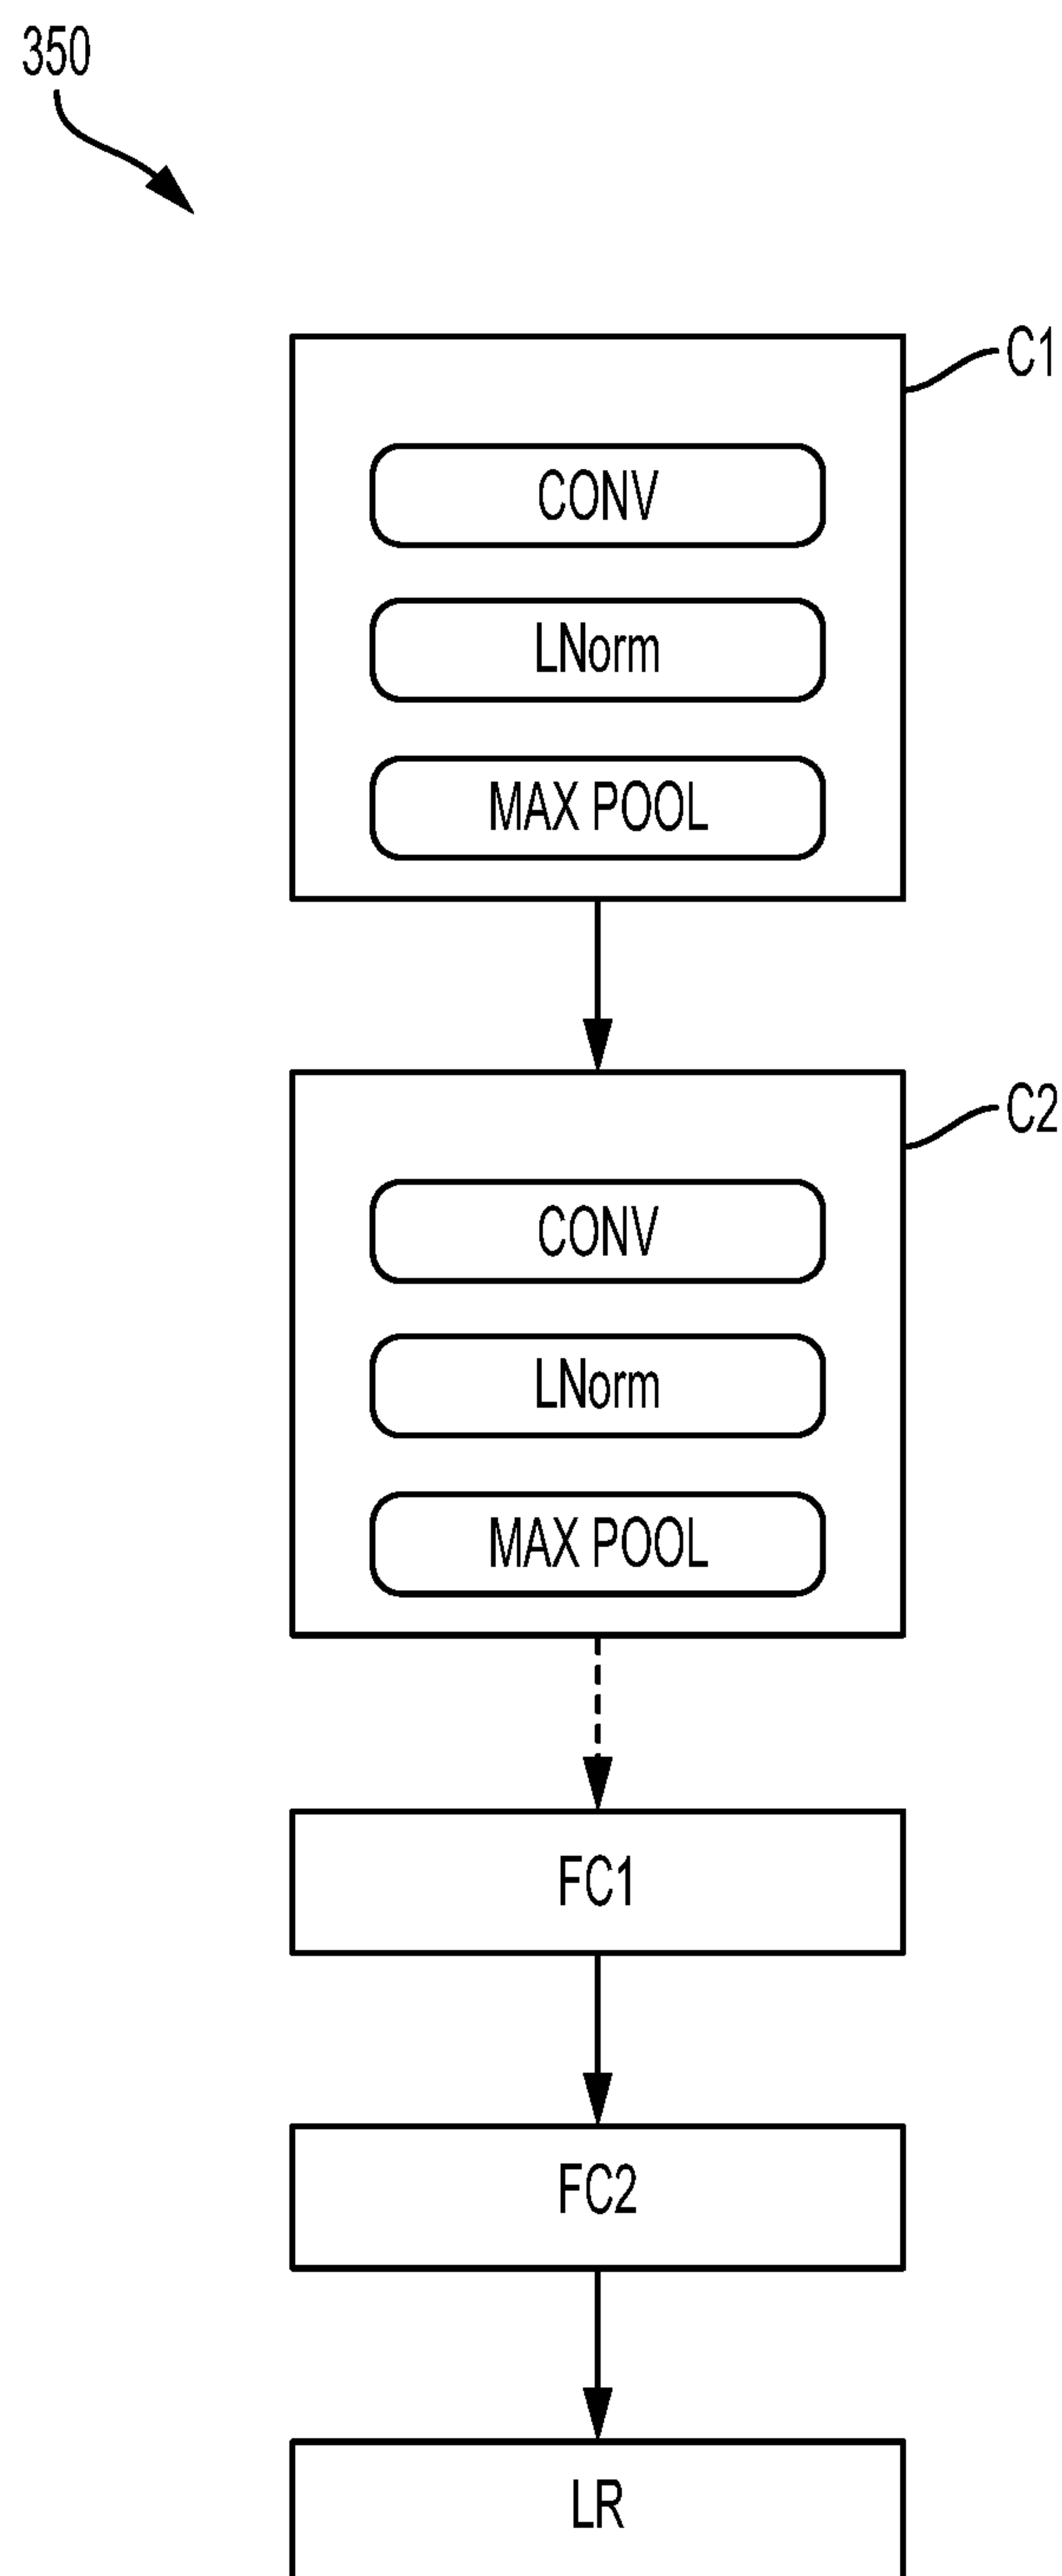 350
C1
CONV
LNorm
MAX POOL
C2
CONV
LNorm
MAX POOL
FC1
FC2
LR